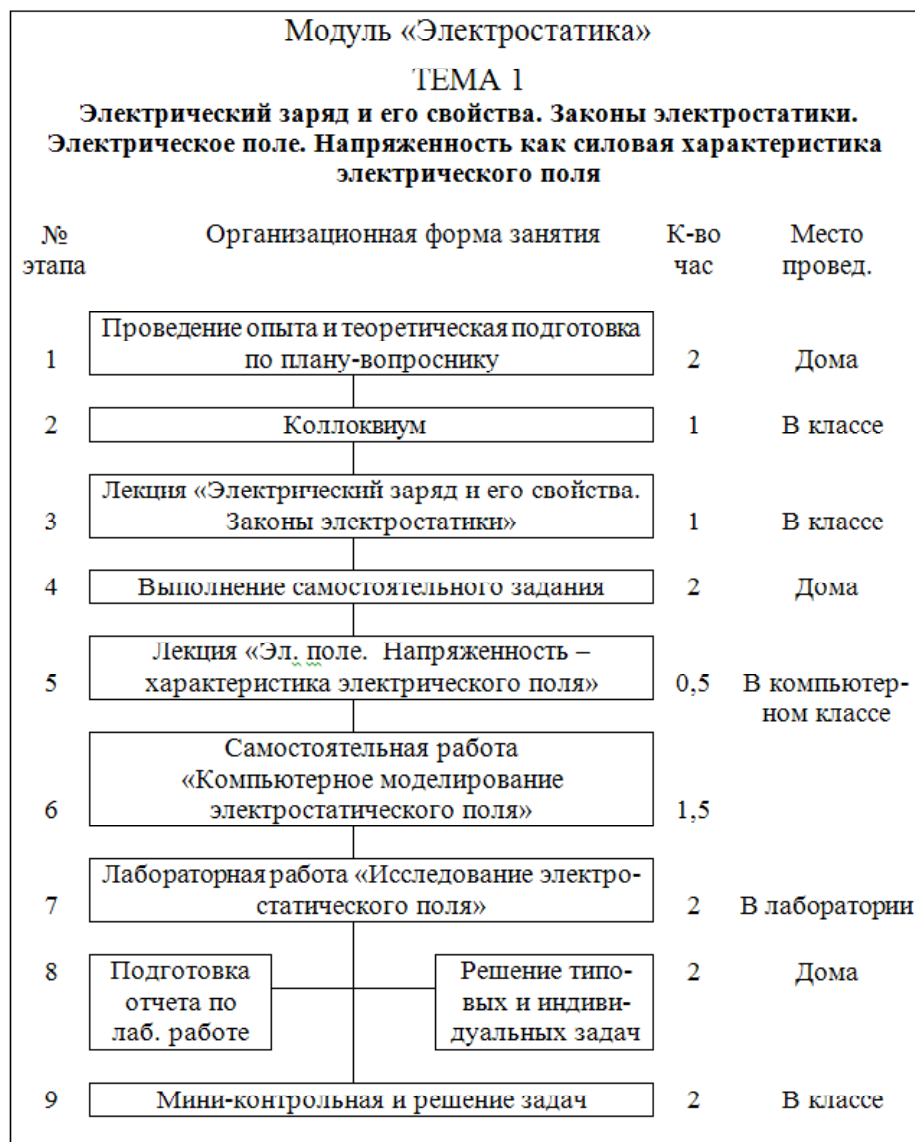 Модуль «Электростатика»
ТЕМА 1
Электрический заряд и его свойства. Законы электростатики.
Электрическое поле. Напряженность как силовая характеристика
электрического поля
№ этапа
Организационная форма занятия
К-во час
Место провед.
1
Проведение опыта и теоретическая подготовка
по плану-вопроснику
2
Дома
2
Коллоквиум
1
В классе
3
Лекция «Электрический заряд и его свойства.
Законы электростатики»
1
В классе
4
Выполнение самостоятельного задания
2
Дома
5
Лекция «Эл. поле. Напряженность –
характеристика электрического поля»
0,5
В компьютер-
ном классе
6
Самостоятельная работа
«Компьютерное моделирование
электростатического поля»
1,5
7
Лабораторная работа «Исследование электро-
статического поля»
2
В лаборатории
8
Подготовка
отчета по
лаб. работе
Решение типо-
вых и индиви-
дуальных задач
2
Дома
9
Мини-контрольная и решение задач
2
В классе